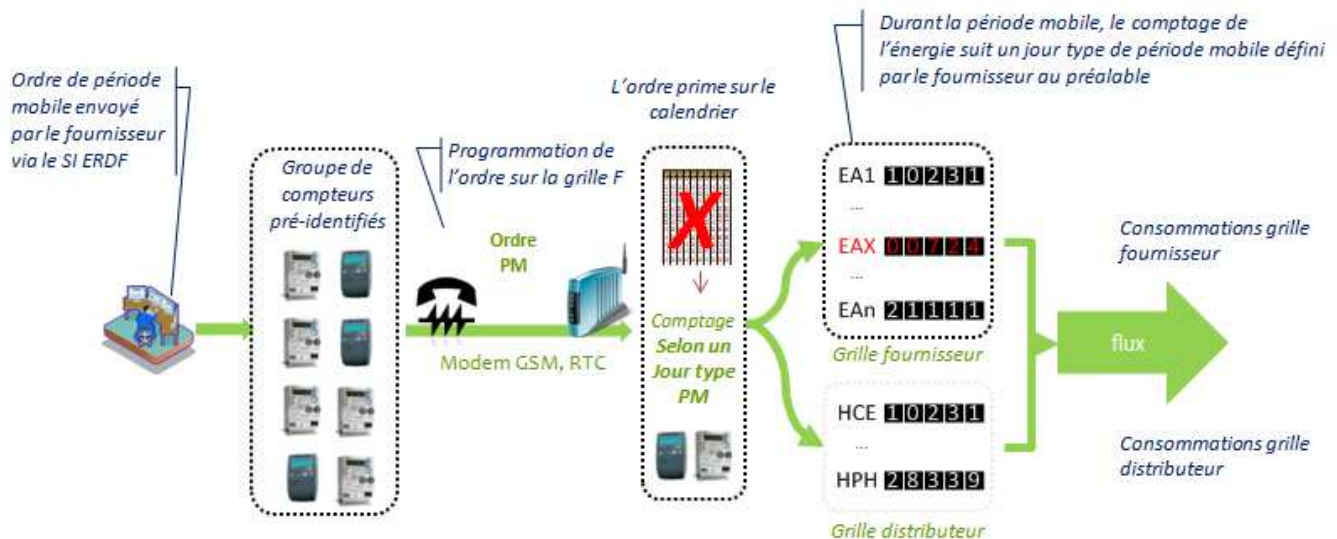 Ordre de période
mobile envoyé
par le fournisseur
via le SI ERDF
Groupe de
compteurs
pré-identifiés
Programmation de
l'ordre sur la grille F
Ordre
PM
Modem GSM, RTC
L'ordre prime sur le
calendrier
X
Comptage
Selon un
Jour type
PM
Durant la période mobile, le comptage de
l'énergie suit un jour type de période mobile défini
par le fournisseur au préalable
EA1 10231
...
EAX 00724
...
EAn 21111
Grille fournisseur
HCE 10231
...
HPH 28339
Grille distributeur
Consommations grille
fournisseur
flux
Consommations grille
distributeur